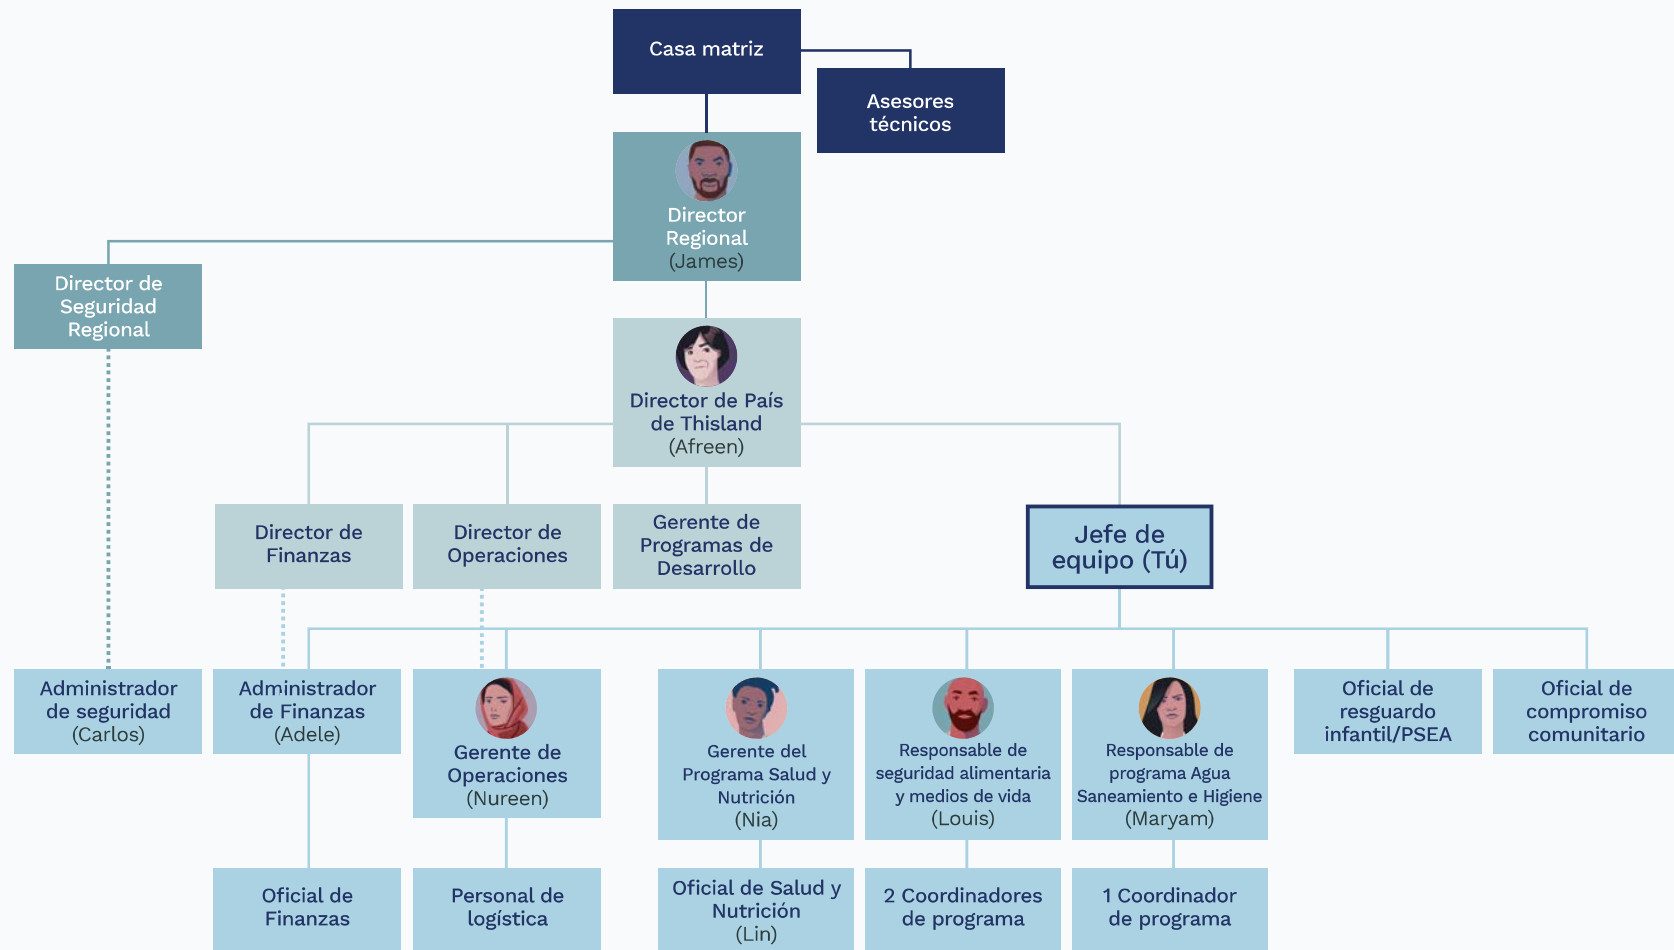 Casa matriz
Asesores
técnicos
Director
Regional
(James)
Director de
Seguridad
Regional
Director de País
de Thisland
(Afreen)
Director de
Finanzas
Director de
Operaciones
Gerente de
Programas de
Desarrollo
Jefe de
equipo (Tú)
Administrador
de seguridad
(Carlos)
Administrador
de Finanzas
(Adele)
Gerente de
Operaciones
(Nureen)
Gerente del
Programa Salud y
Nutrición
(Nia)
Responsable de
seguridad alimentaria
y medios de vida
(Louis)
Responsable de
programa Agua
Saneamiento e Higiene
(Maryam)
Oficial de
resguardo
infantil/PSEA
Oficial de
compromiso
comunitario
Oficial de
Finanzas
Personal de
logística
Oficial de Salud y
Nutrición
(Lin)
2 Coordinadores
de programa
1 Coordinador
de programa